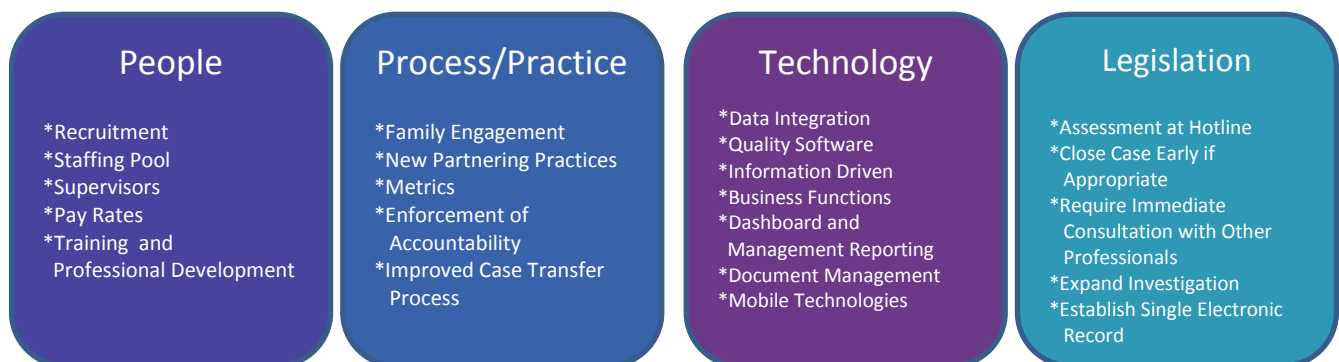 People
*Recruitment
*Staffing Pool
*Supervisors
*Pay Rates
*Training and
Professional Development
Process/Practice
*Family Engagement
*New Partnering Practices
*Metrics
*Enforcement of
Accountability
*Improved Case Transfer
Process
Technology
*Data Integration
*Quality Software
*Information Driven
*Business Functions
*Dashboard and
Management Reporting
*Document Management
*Mobile Technologies
Legislation
*Assessment at Hotline
*Close Case Early if
Appropriate
*Require Immediate
Consultation with Other
Professionals
*Expand Investigation
*Establish Single Electronic
Record